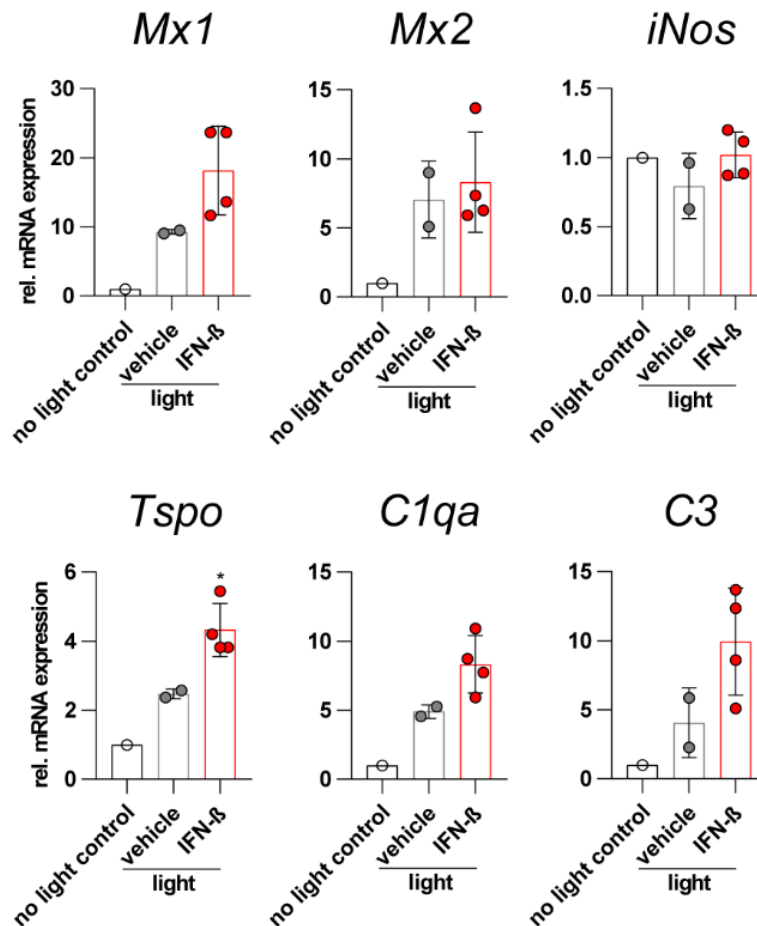 Mx1
Mx2
iNos
rel. mRNA expression
30
20
10
0
no light control
vehicle
IFN-ß
light
15
10
5
0
no light control
vehicle
IFN-ß
light
1.5
1.0
0.5
0.0
no light control
vehicle
IFN-ß
light
Tspo
C1qa
C3
rel. mRNA expression
6
4
2
0
*
no light control
vehicle
IFN-ß
light
15
10
5
0
no light control
vehicle
IFN-ß
light
15
10
5
0
no light control
vehicle
IFN-ß
light